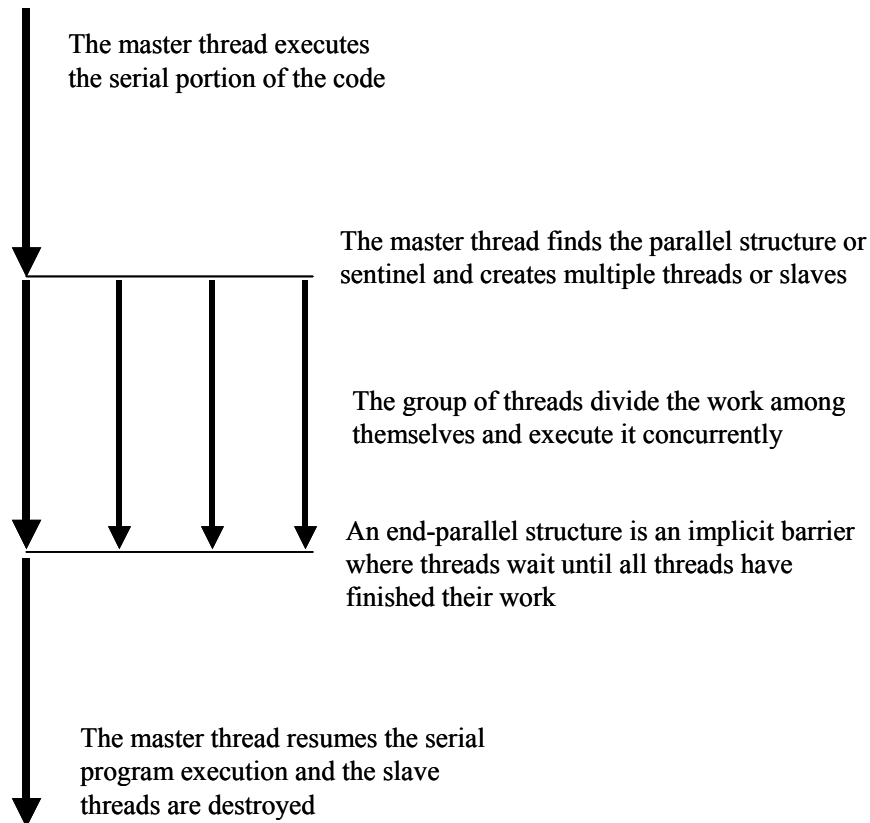 The master thread executes
the serial portion of the code
The master thread finds the parallel structure or
sentinel and creates multiple threads or slaves
The group of threads divide the work among
themselves and execute it concurrently
An end-parallel structure is an implicit barrier
where threads wait until all threads have
finished their work
The master thread resumes the serial
program execution and the slave
threads are destroyed